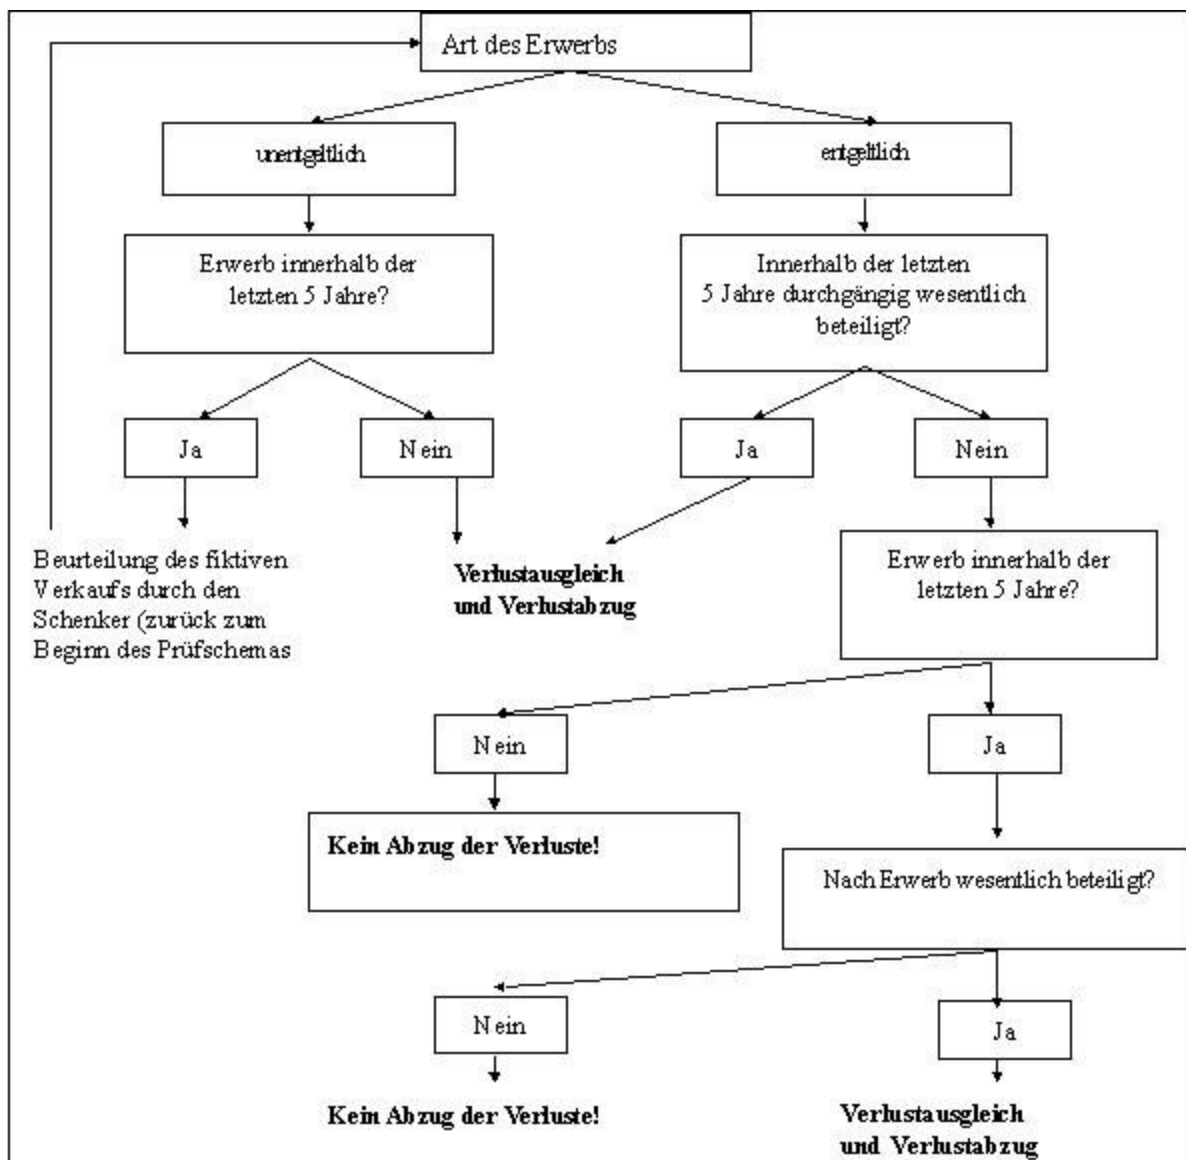 Art des Erwerbs
unentgeltlich
entgeltlich
Erwerb innerhalb der
letzten 5 Jahre?
Innerhalb der letzten
5 Jahre durchgängig wesentlich
beteiligt?
Ja
Nein
Ja
Nein
Beurteilung des fiktiven
Verkaufs durch den
Schenker (zurück zum
Beginn des Prüfschemas
Verlustausgleich
und Verlustabzug
Erwerb innerhalb der
letzten 5 Jahre?
Nein
Ja
Kein Abzug der Verluste!
Nach Erwerb wesentlich beteiligt?
Nein
Ja
Kein Abzug der Verluste!
Verlustausgleich
und Verlustabzug